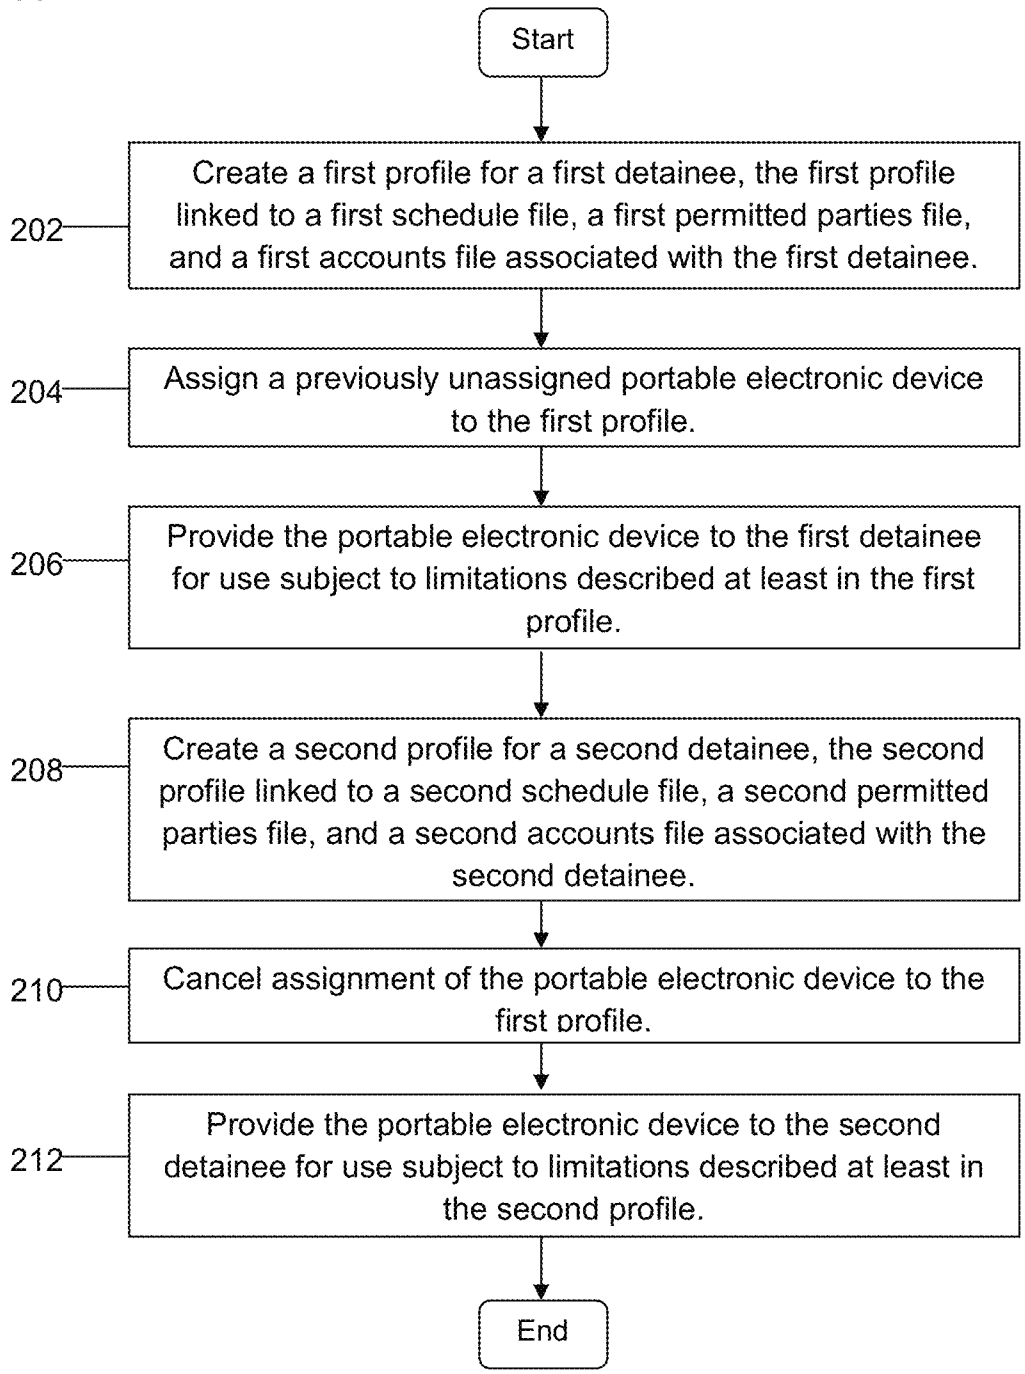 Start
Create a first profile for a first detainee, the first profile
linked to a first schedule file, a first permitted parties file,
and a first accounts file associated with the first detainee.
202
Assign a previously unassigned portable electronic device
to the first profile.
204
Provide the portable electronic device to the first detainee
for use subject to limitations described at least in the first
profile.
206
Create a second profile for a second detainee, the second
profile linked to a second schedule file, a second permitted
parties file, and a second accounts file associated with the
second detainee.
208
Cancel assignment of the portable electronic device to the
first profile.
210
Provide the portable electronic device to the second
detainee for use subject to limitations described at least in
the second profile.
212
End